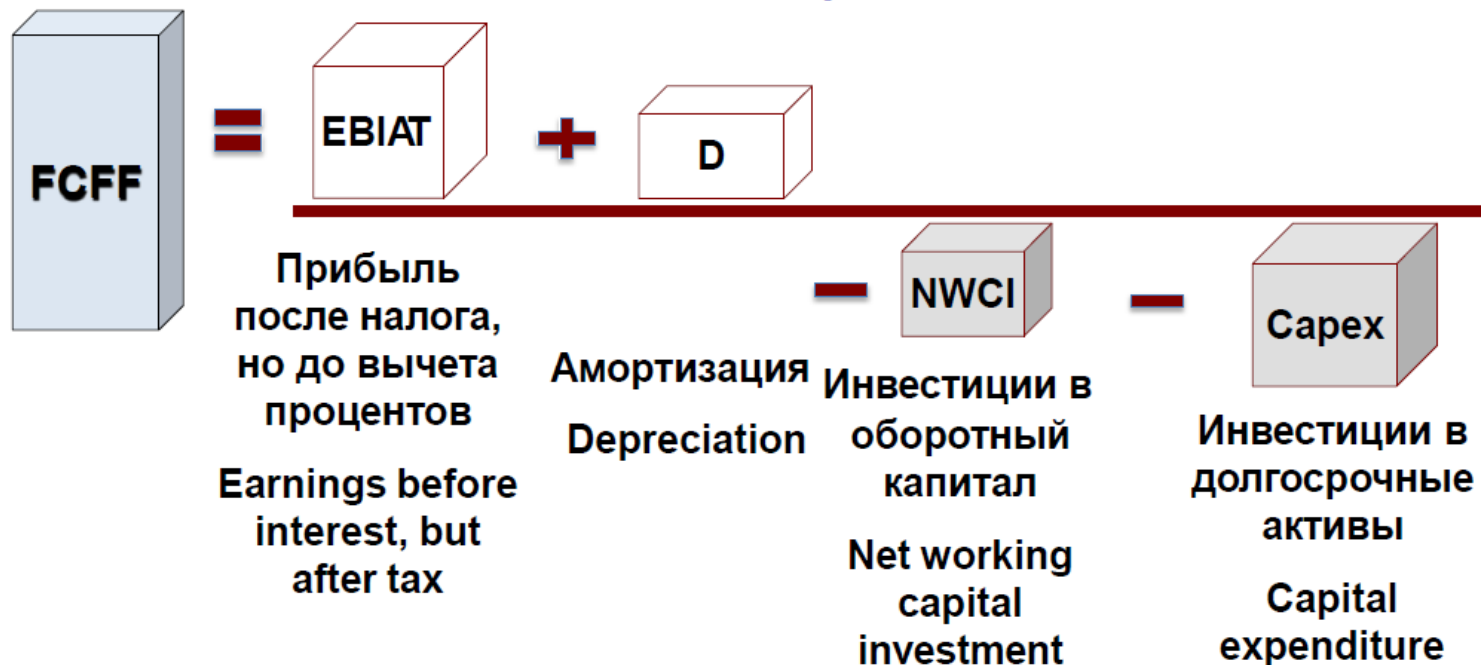 FCFF
=
EBIAT
+
D
Прибыль
после налога,
но до вычета
процентов
Earnings before
interest, but
after tax
Амортизация
Depreciation
−
NWCI
Инвестиции в
оборотный
капитал
Net working
capital
investment
−
Capex
Инвестиции в
долгосрочные
активы
Capital
expenditure